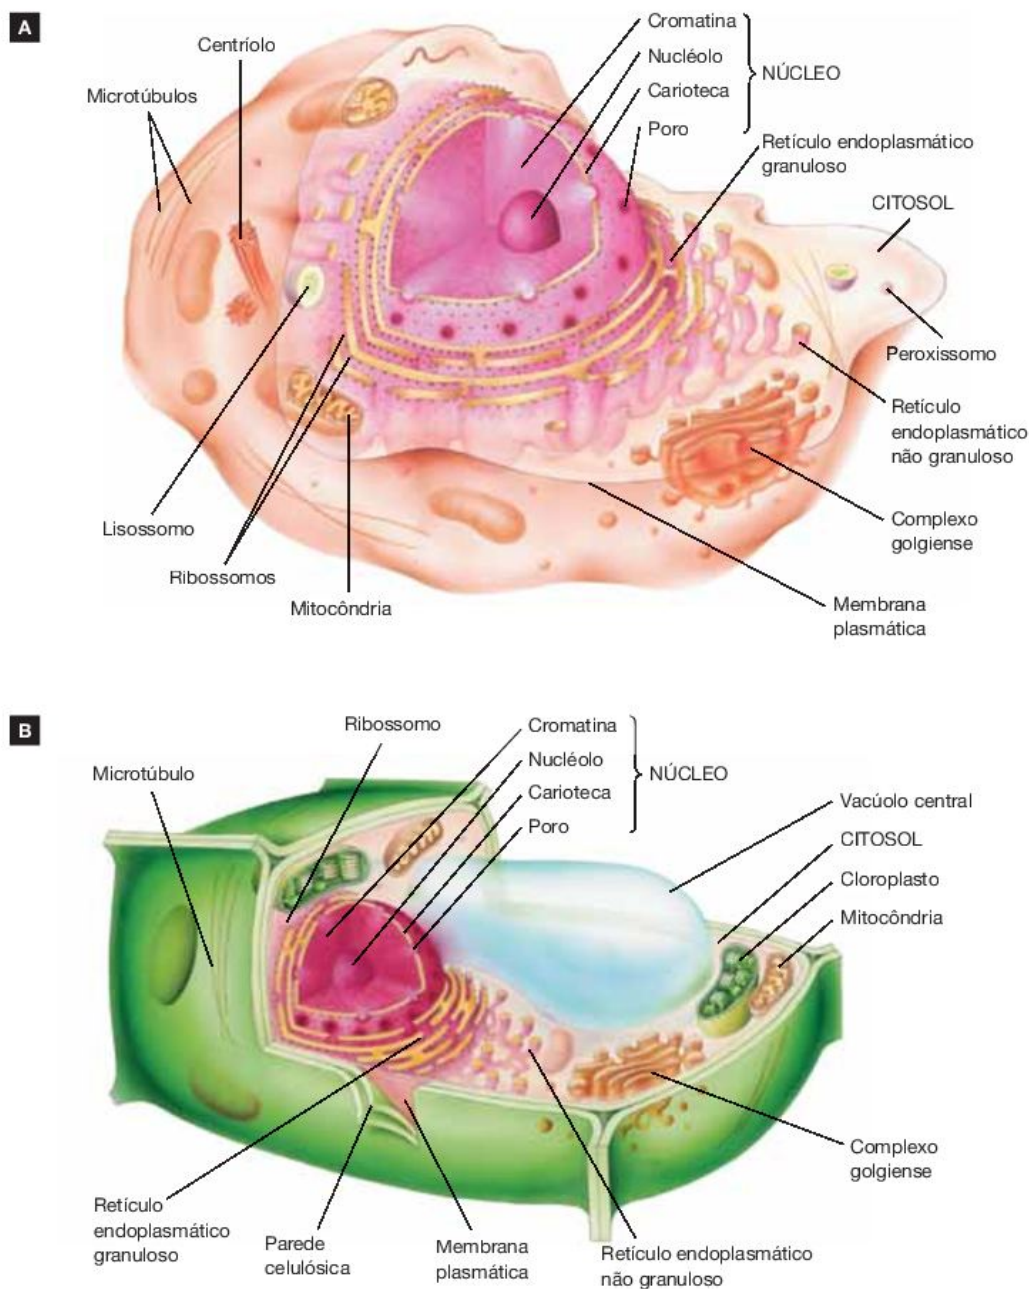 A
Cromatina
Centríolo
Nucléolo
NÚCLEO
Microtúbulos
Carioteca
Poro
Retículo endoplasmático
granuloso
CITOSOL
Peroxissomo
Retículo
endoplasmático
não granuloso
Lisossomo
Complexo
golgiense
Ribossomos
Mitocôndria
Membrana
plasmática
B
Ribossomo
Cromatina
Microtúbulo
Nucléolo
NÚCLEO
Carioteca
Poro
Vacúolo central
CITOSOL
Cloroplasto
Mitocôndria
Complexo
golgiense
Retículo
endoplasmático
granuloso
Parede
celulósica
Membrana
plasmática
Retículo endoplasmático
não granuloso